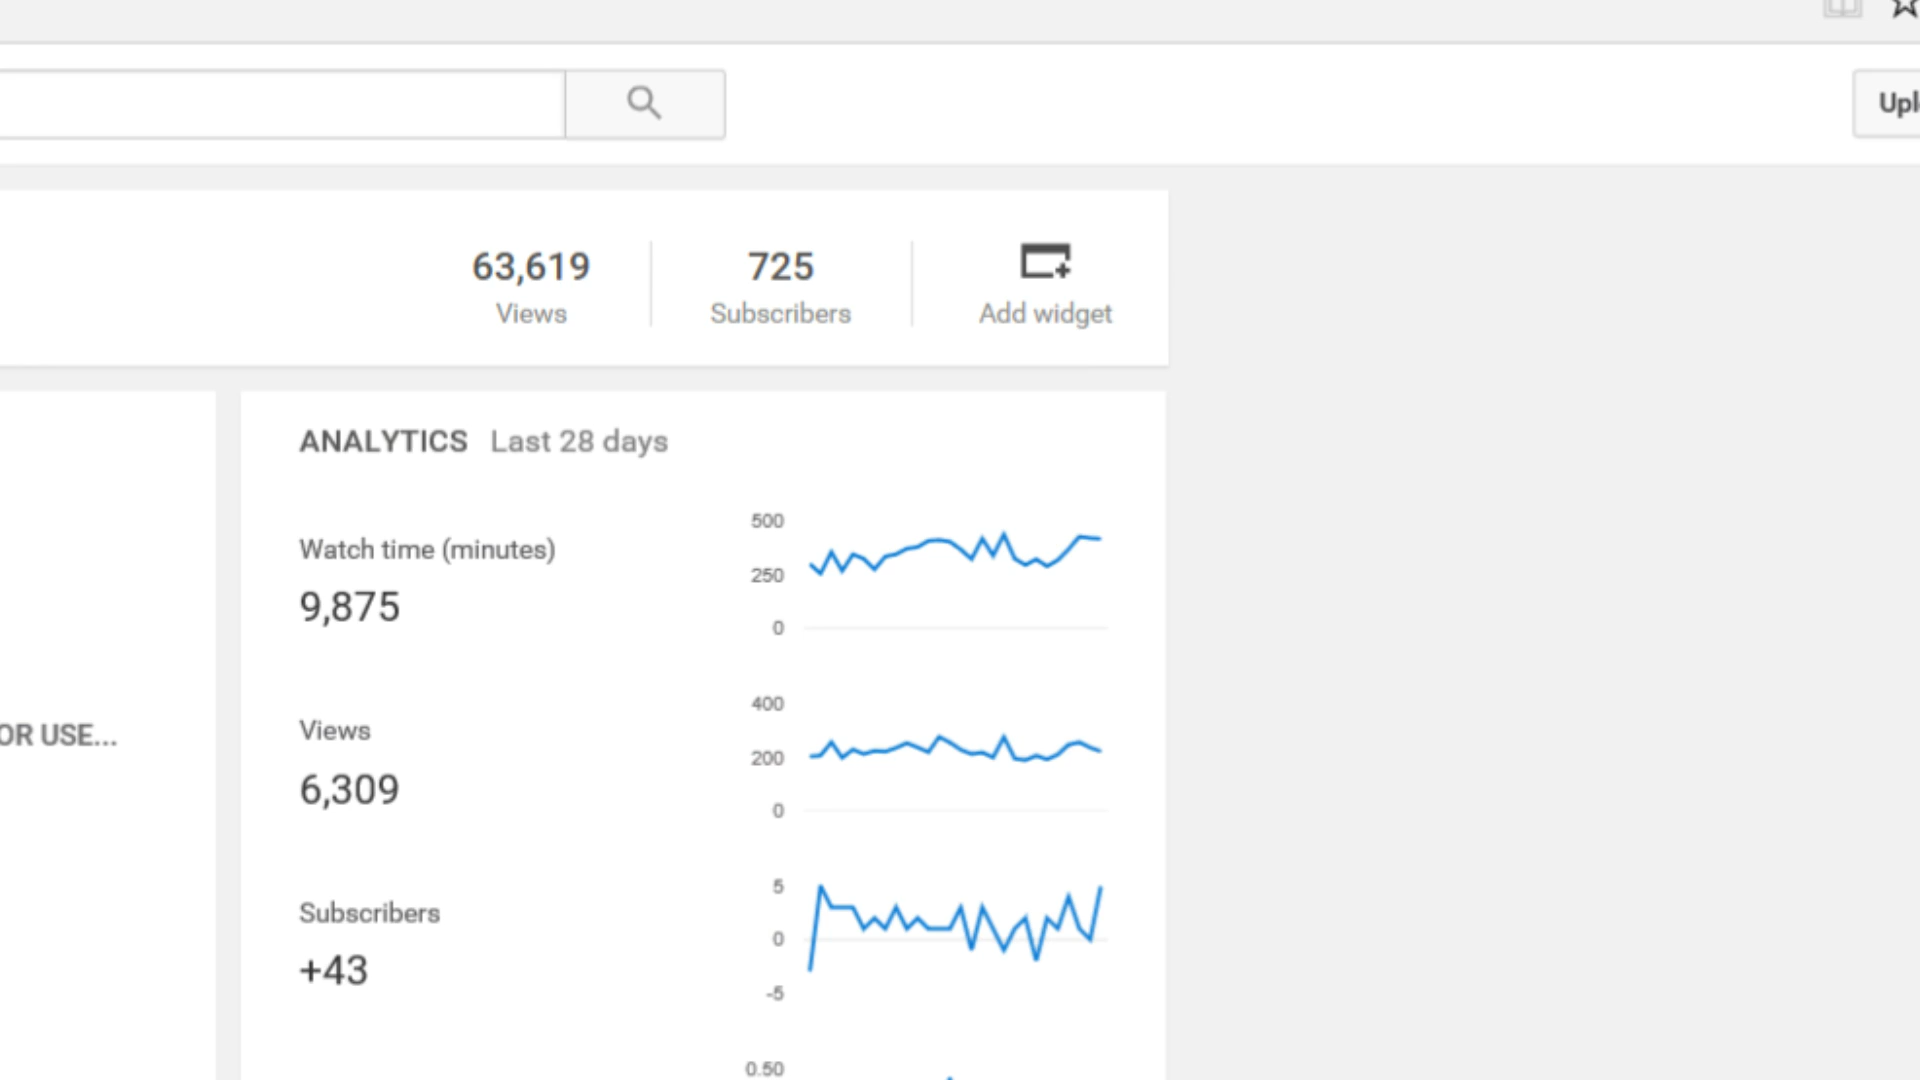 Upl
63,619
Views
725
Subscribers
Add widget
ANALYTICS Last 28 days
OR USE...
Watch time (minutes)
9,875
500
250
0
Views
6,309
400
200
0
Subscribers
+43
5
0
-5
0.50